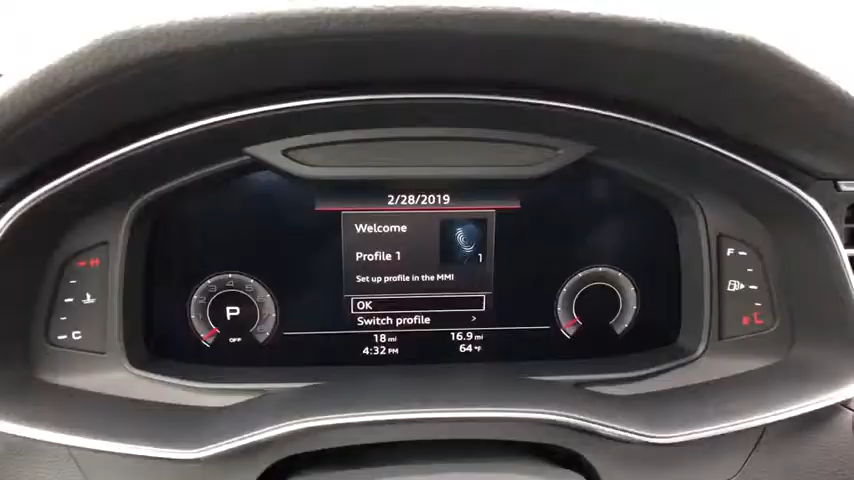 2/28/2019
Welcome
Profile 1
1
Set up profile in the MMI
OK
Switch profile >
18 mi 16.9 mi
4:32 PM 64 °F
P
OFF
H
C
F